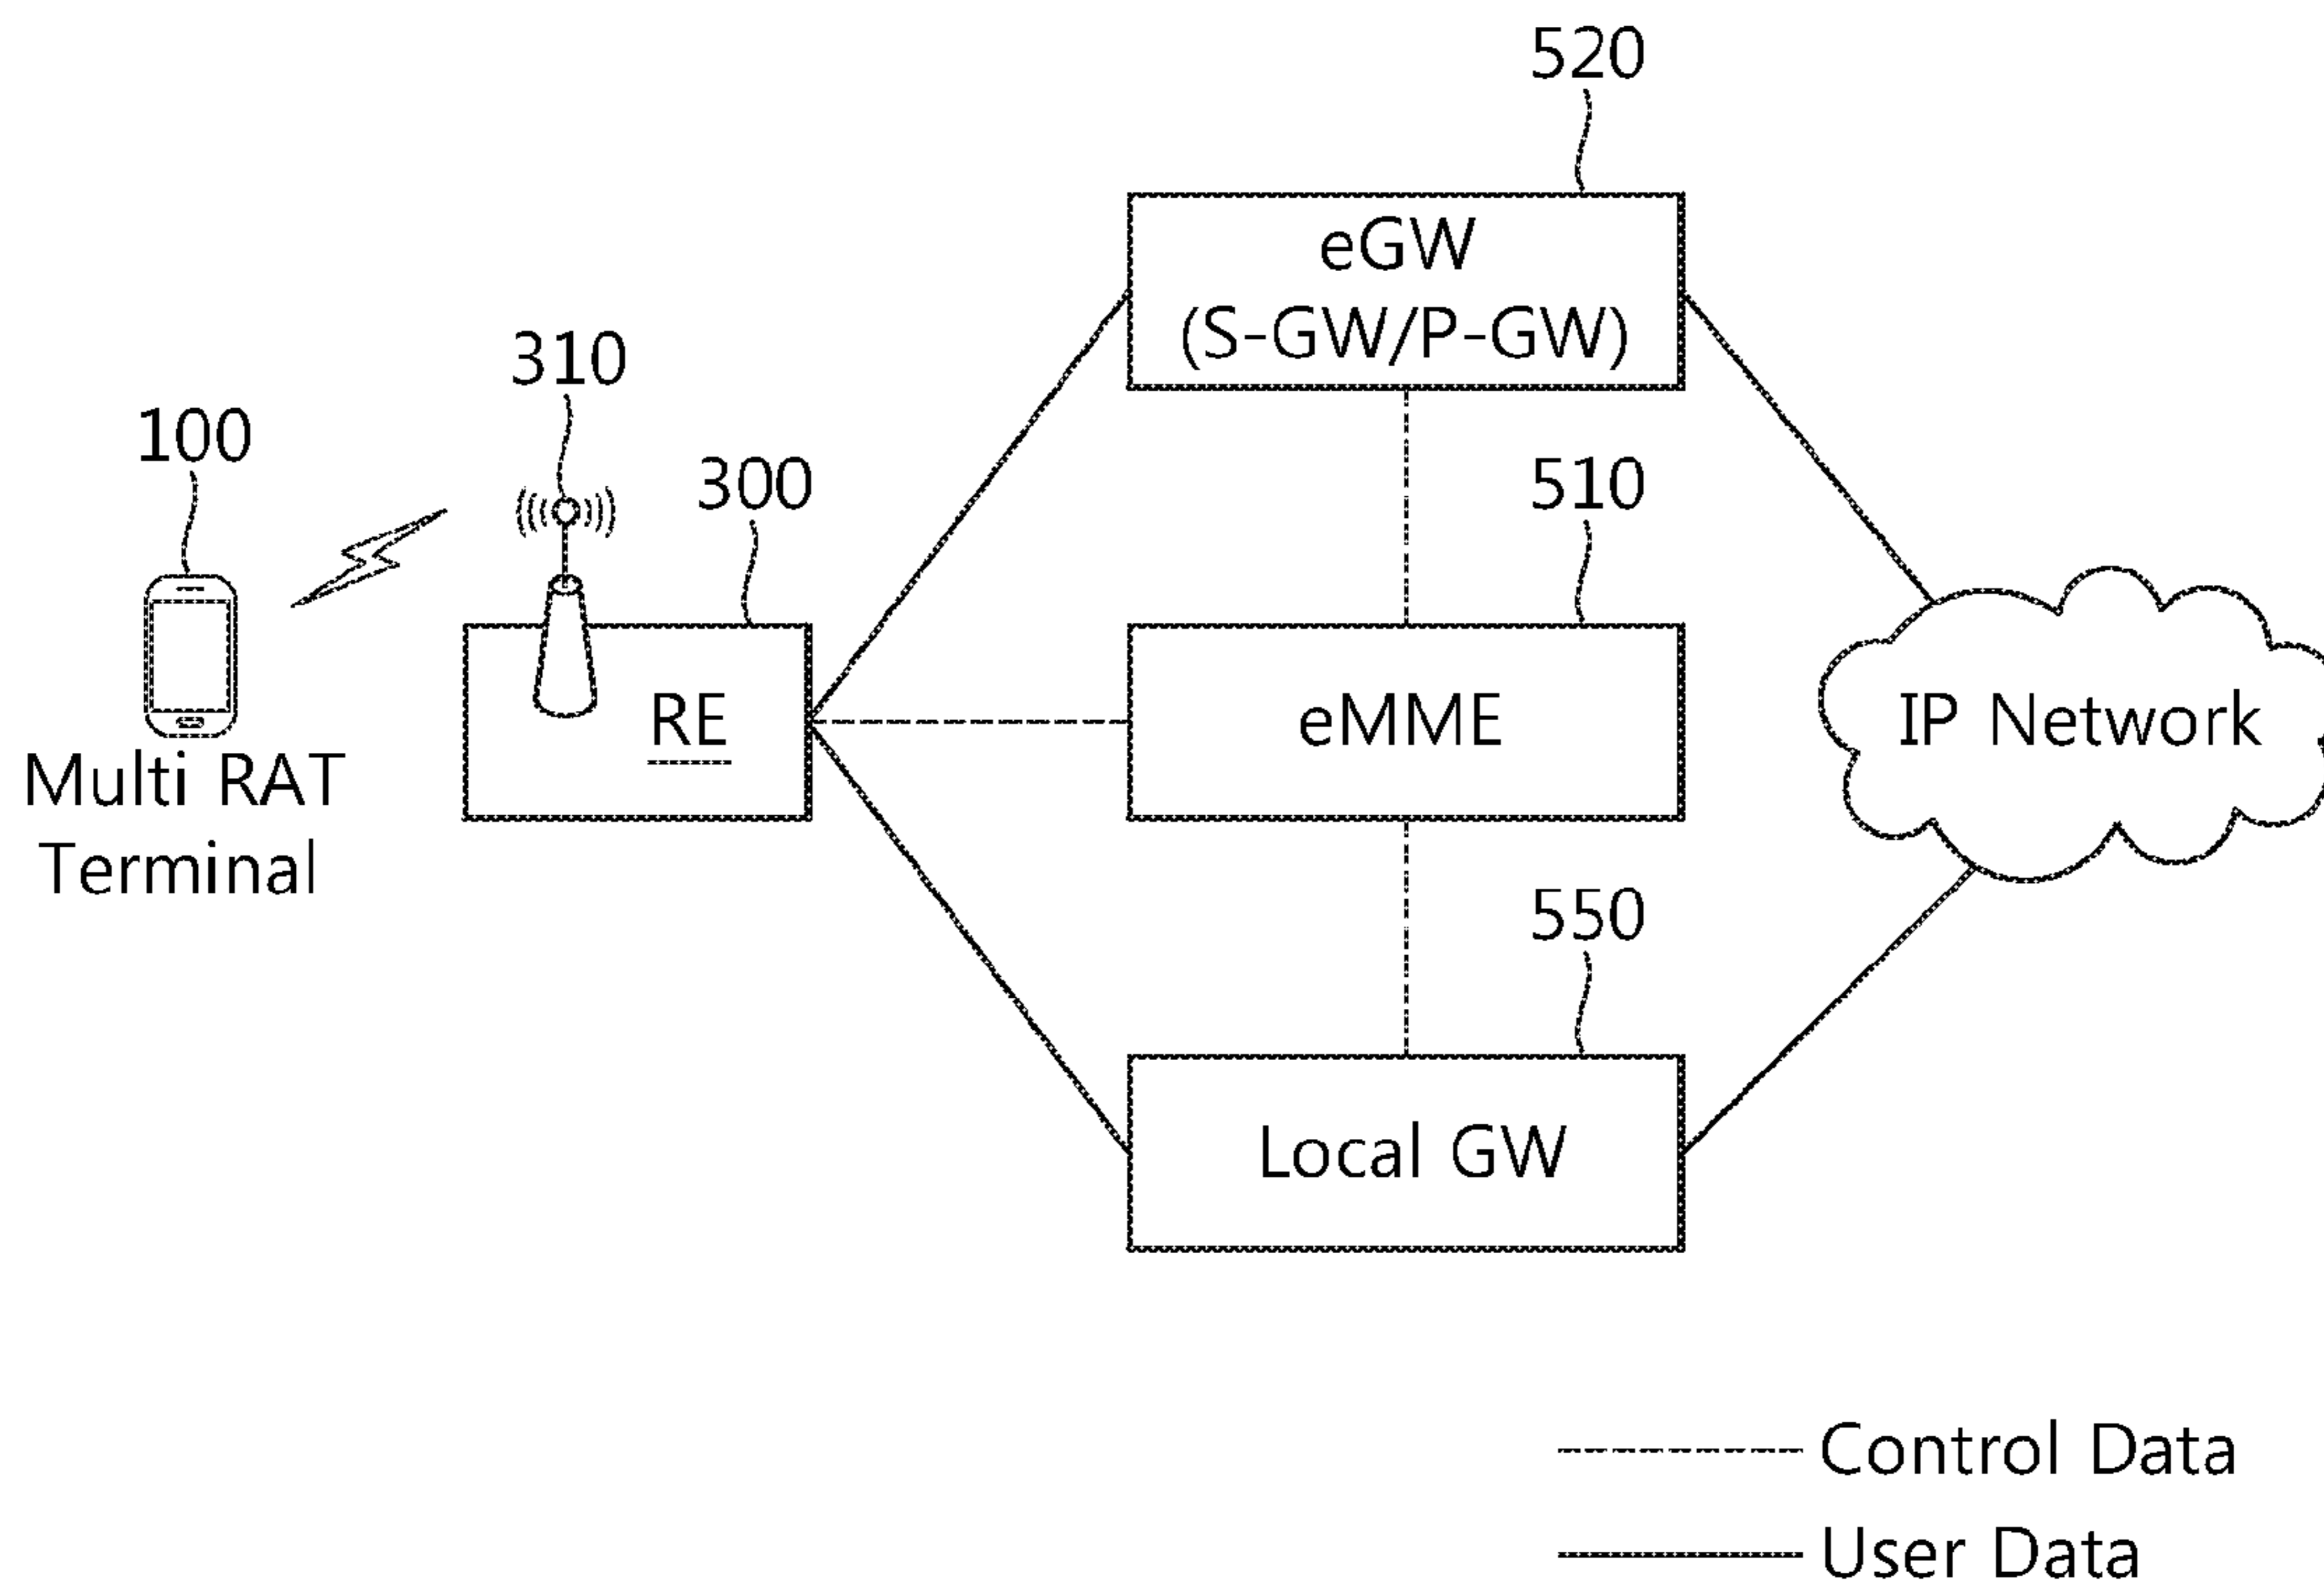 520
eGW
(S-GW/P-GW)
310
100
300
510
RE
eMME
IP Network
Multi RAT
Terminal
550
Local GW
Control Data
User Data